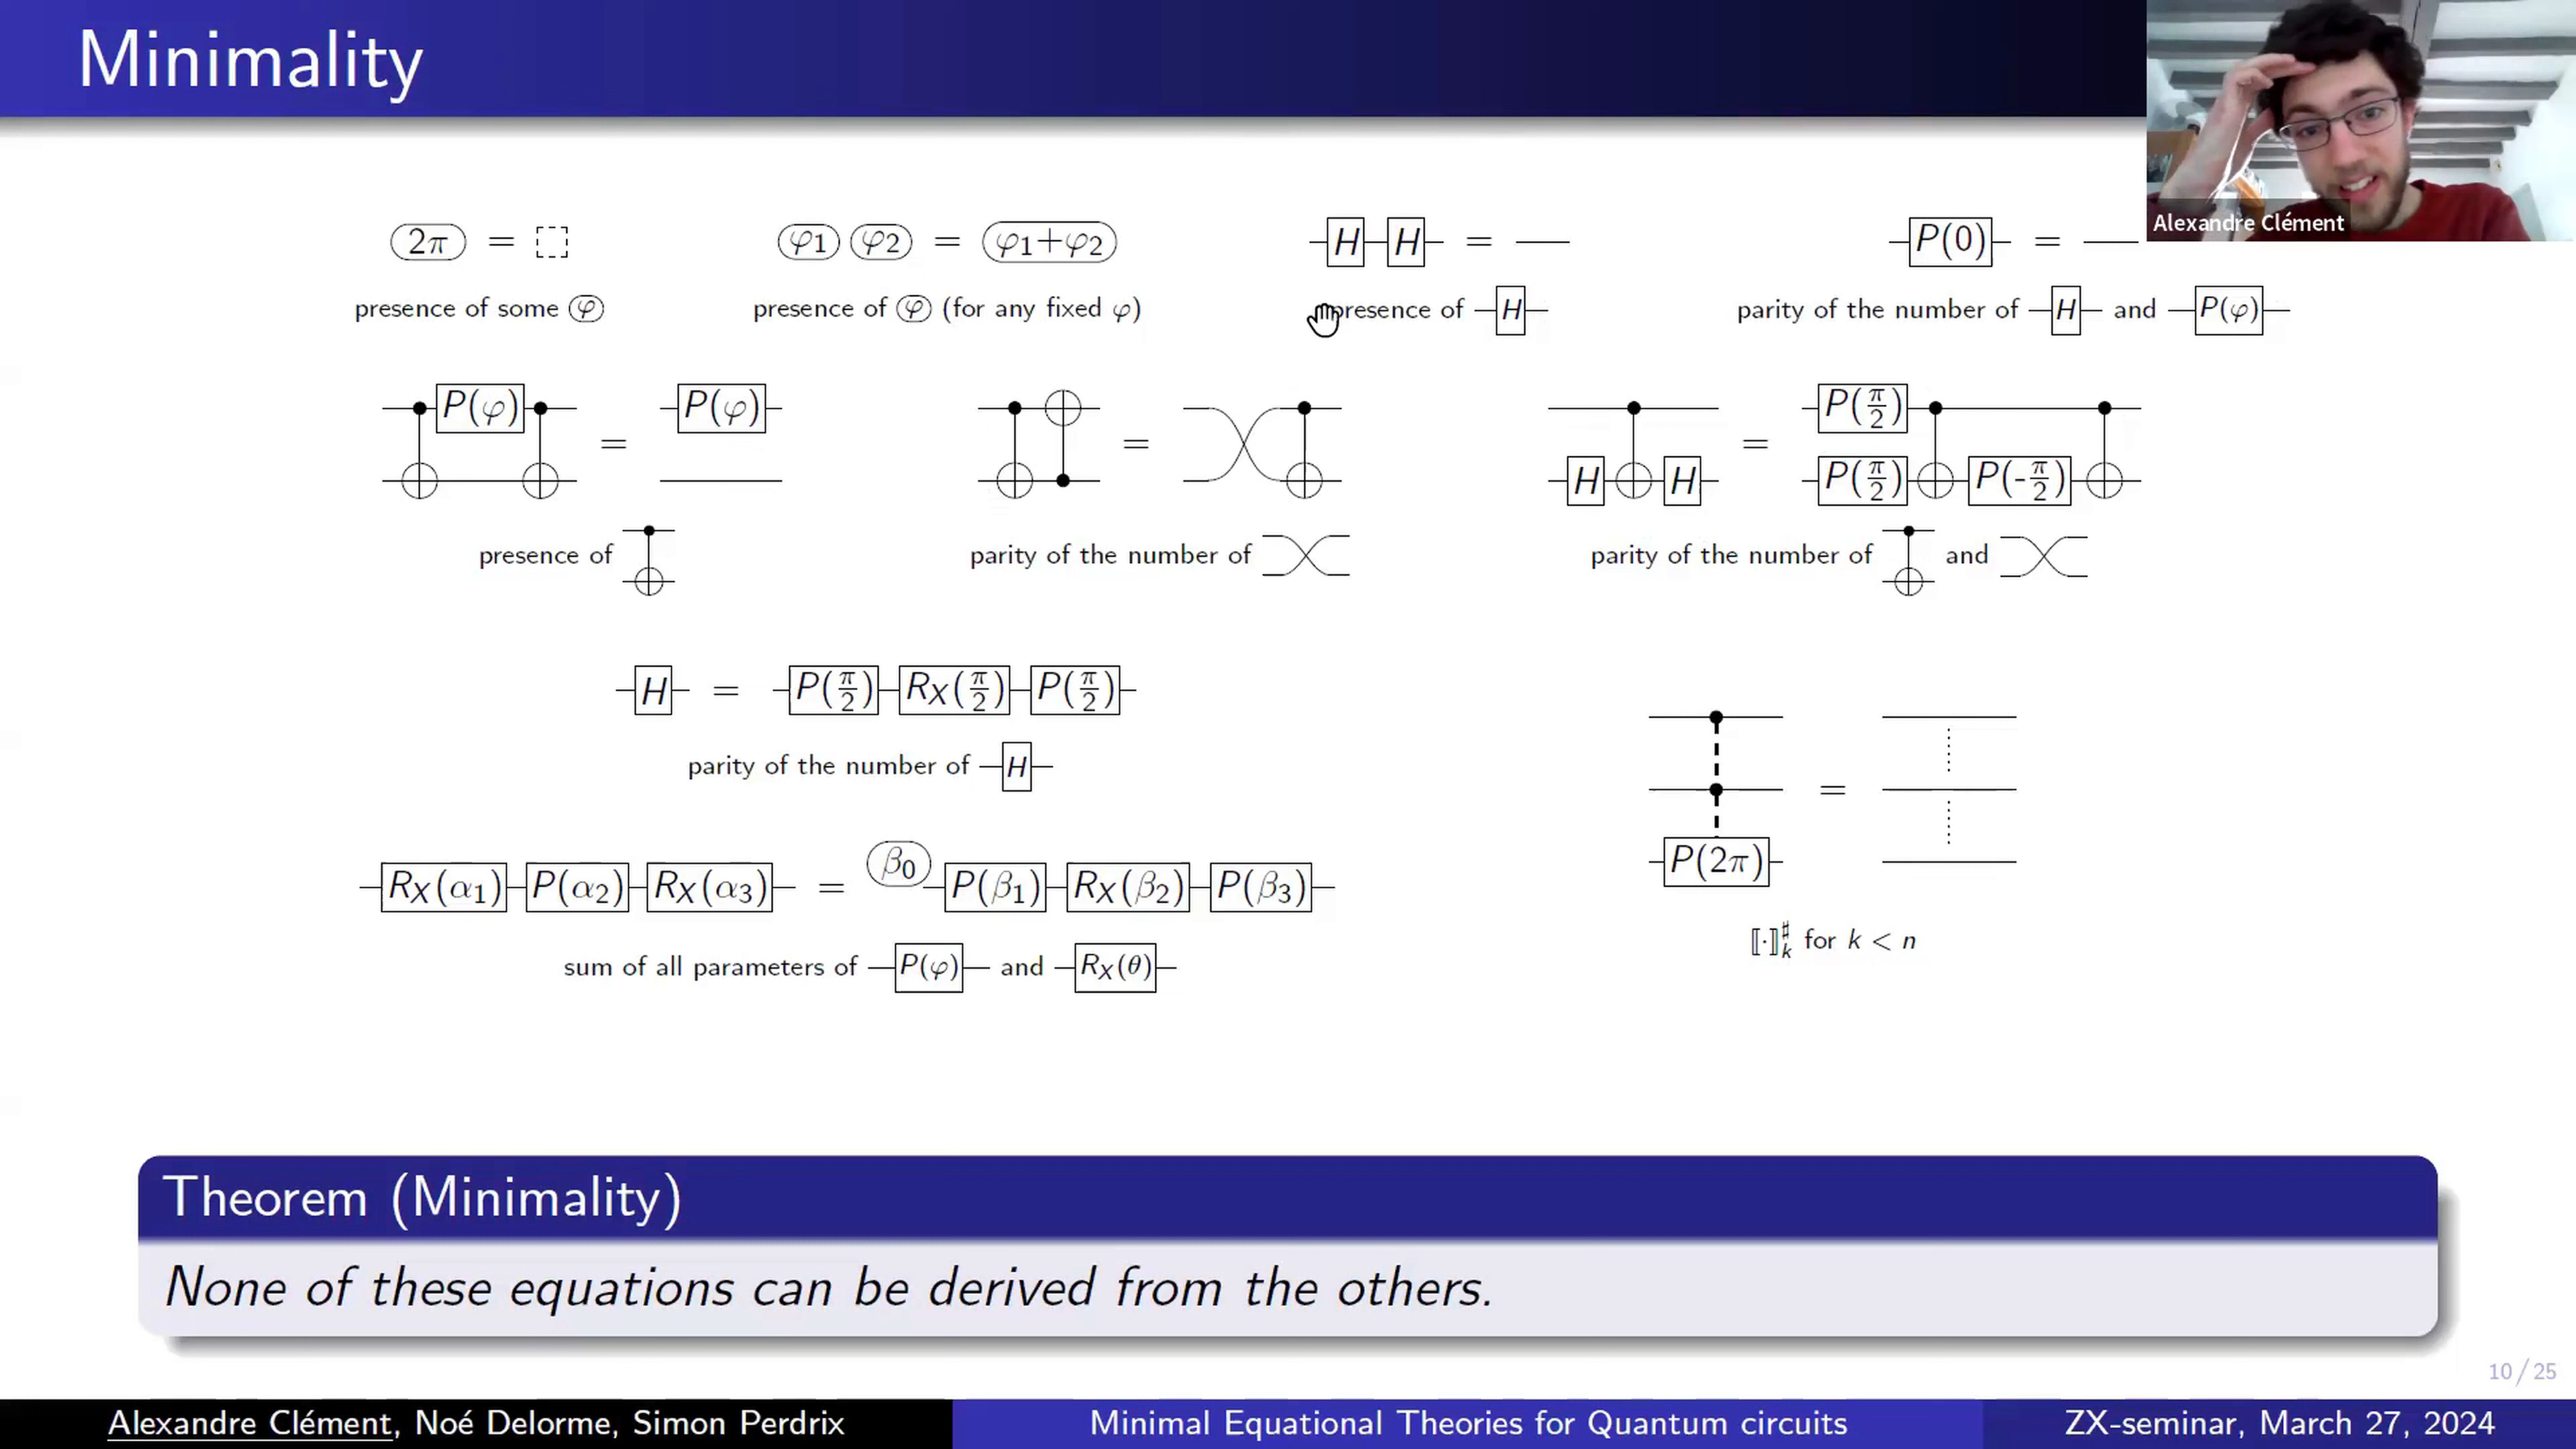 Minimality
Alexandre Clément
2π =
φ1 φ2 = φ1+φ2
H H =
P(0) =
presence of some φ
presence of φ (for any fixed φ)
presence of H
parity of the number of H and P(φ)
P(φ) = P(φ)
=
H H = P(π/2) P(π/2) P(-π/2)
presence of
parity of the number of
parity of the number of and
H = P(π/2) R_X(π/2) P(π/2)
parity of the number of H
P(2π) =
⟦·⟧♯k for k < n
R_X(α1) P(α2) R_X(α3) = β0 P(β1) R_X(β2) P(β3)
sum of all parameters of P(φ) and R_X(θ)
Theorem (Minimality)
None of these equations can be derived from the others.
10 / 25
Alexandre Clément, Noé Delorme, Simon Perdrix
Minimal Equational Theories for Quantum circuits
ZX-seminar, March 27, 2024